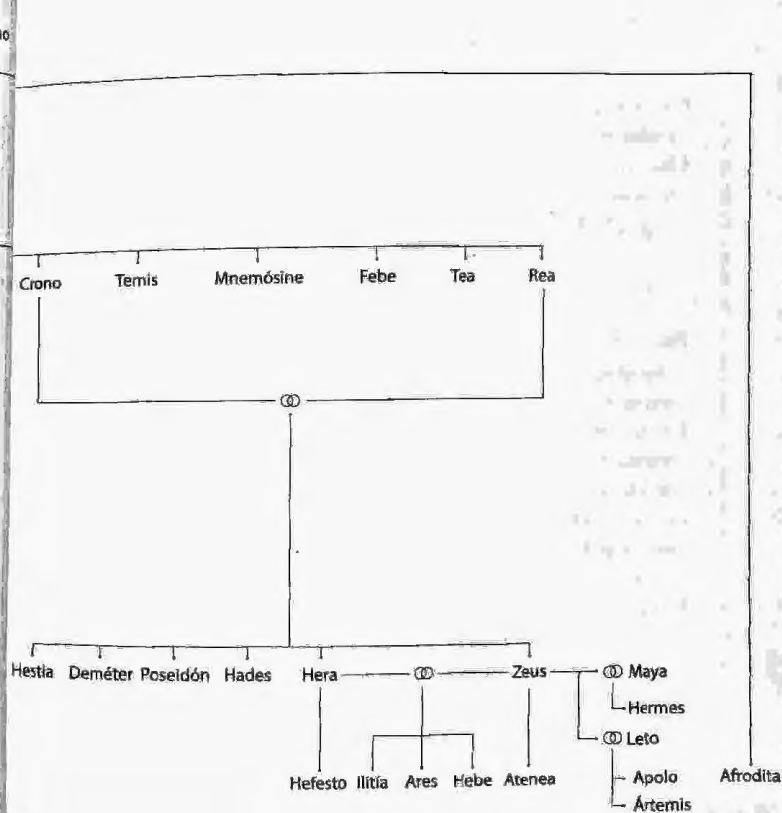 Crono Temis Mnemósine Febe Tea Rea
Hestia Deméter Poseidón Hades Hera Zeus Maya
Hermes
Leto
Hefesto Ilitía Ares Hebe Atenea Apolo Afrodita
Ártemis